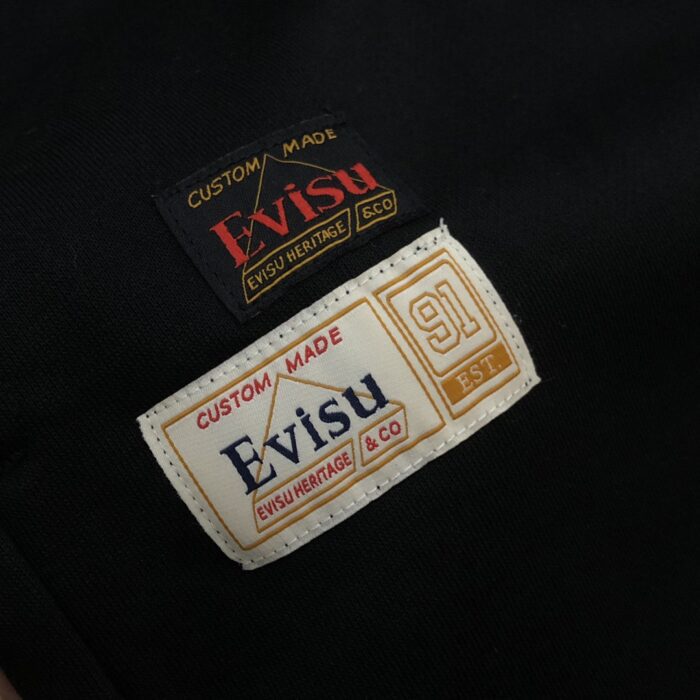 CUSTOM MADE
Evisu
EVISU HERITAGE &CO
CUSTOM MADE
Evisu
EVISU HERITAGE & CO
91
EST.